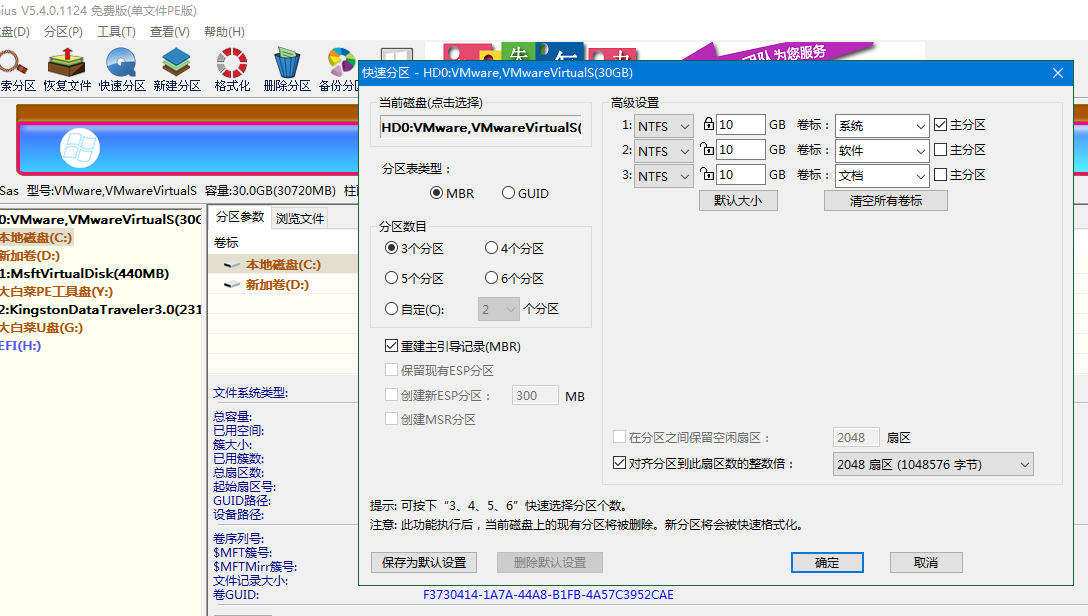 ius V5.4.0.1124 免费版(单文件PE版)
盘(D) 分区(P) 工具(T) 查看(V) 帮助(H)
团队为您服务
索分区 恢复文件 快速分区 新建分区 格式化 删除分区 备份分区
Sas 型号:VMware,VMwareVirtualS 容量:30.0GB(30720MB)
0:VMware,VMwareVirtualS(30G
本地磁盘(C:)
新加卷(D:)
1:MsftVirtualDisk(440MB)
大白菜PE工具盘(Y:)
2:KingstonDataTraveler3.0(231
大白菜U盘(G:)
EFI(H:)
分区参数 浏览文件
卷标
本地磁盘(C:)
新加卷(D:)
文件系统类型:
总容量:
已用空间:
簇大小:
已用簇数:
总扇区数:
起始扇区号:
GUID路径:
设备路径:
卷序列号:
$MFT簇号:
$MFTMirr簇号:
文件记录大小:
卷GUID: F3730414-1A7A-44A8-B1FB-4A57C3952CAE
快速分区 - HD0:VMware,VMwareVirtualS(30GB)
当前磁盘(点击选择)
HD0:VMware,VMwareVirtualS(
分区表类型：
MBR GUID
分区数目
3个分区 4个分区
5个分区 6个分区
自定(C): 2 个分区
重建主引导记录(MBR)
保留现有ESP分区
创建新ESP分区： 300 MB
创建MSR分区
高级设置
1: NTFS 10 GB 卷标： 系统 主分区
2: NTFS 10 GB 卷标： 软件 主分区
3: NTFS 10 GB 卷标： 文档 主分区
默认大小 清空所有卷标
在分区之间保留空闲扇区： 2048 扇区
对齐分区到此扇区数的整数倍： 2048 扇区 (1048576 字节)
提示: 可按下“3、4、5、6”快速选择分区个数。
注意: 此功能执行后，当前磁盘上的现有分区将被删除。新分区将会被快速格式化。
保存为默认设置 删除默认设置 确定 取消